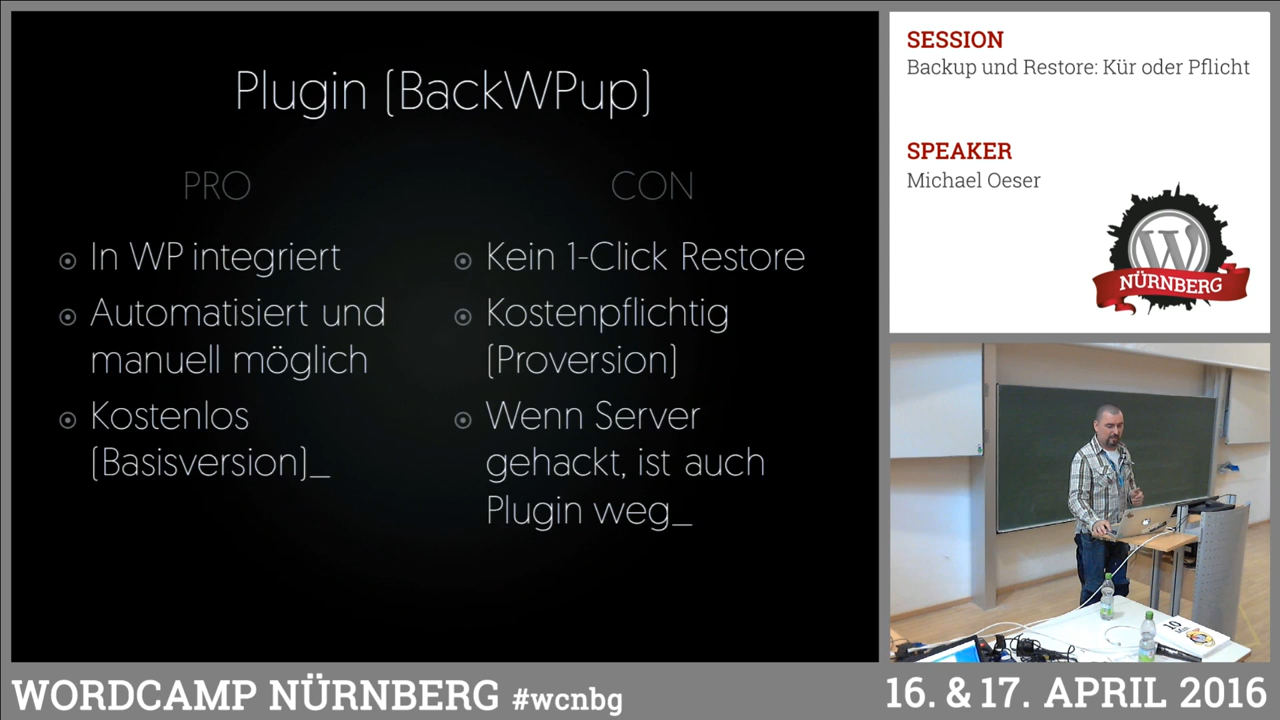 Plugin (BackWPup)
PRO
In WP integriert
Automatisiert und
manuell möglich
Kostenlos
(Basisversion)_
CON
Kein 1-Click Restore
Kostenpflichtig
(Proversion)
Wenn Server
gehackt, ist auch
Plugin weg_
SESSION
Backup und Restore: Kür oder Pflicht
SPEAKER
Michael Oeser
W
NÜRNBERG
10
WORDCAMP NÜRNBERG #wcnbg
16. & 17. APRIL 2016